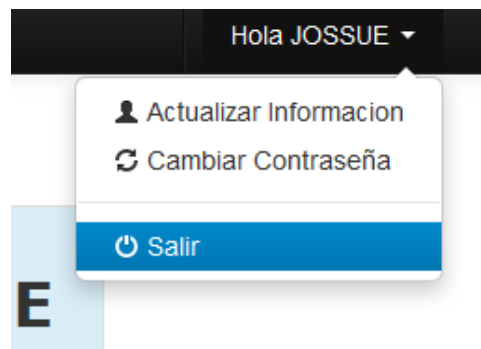 Hola JOSSUE
Actualizar Informacion
Cambiar Contraseña
Salir
E